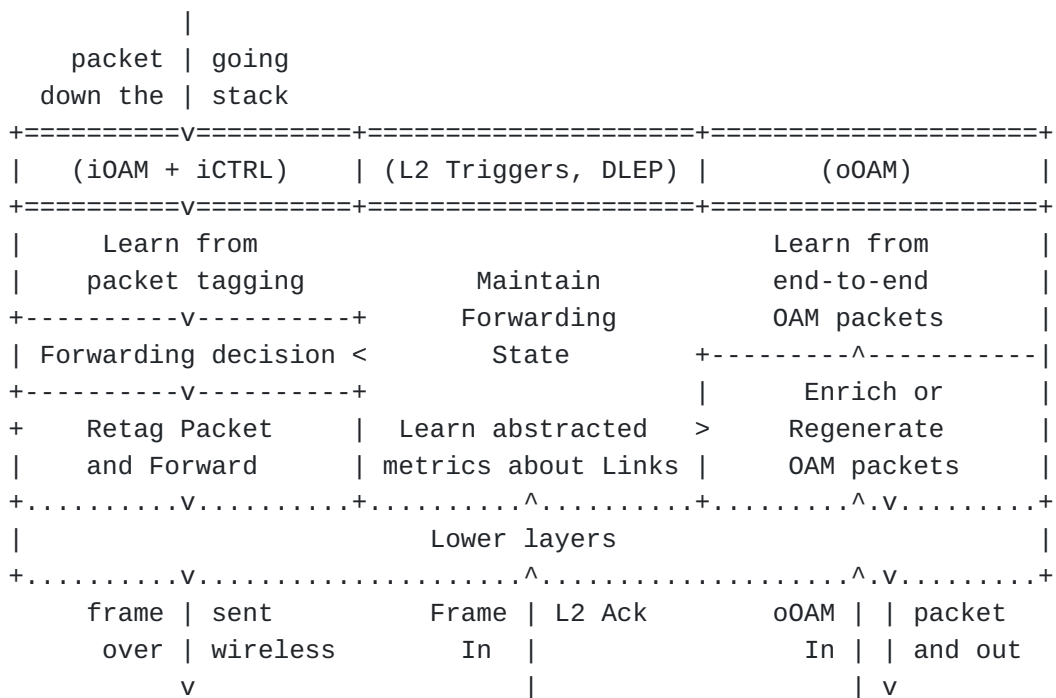 |
              packet | going
            down the | stack
          +==========v==========+=====================+=====================+
          |   (iOAM + iCTRL)    | (L2 Triggers, DLEP) |       (oOAM)        |
          +==========v==========+=====================+=====================+
          |     Learn from                                 Learn from       |
          |    packet tagging           Maintain           end-to-end       |
          +----------v----------+      Forwarding          OAM packets      |
          | Forwarding decision <        State        +---------^-----------|
          +----------v----------+                     |      Enrich or      |
          +    Retag Packet     |  Learn abstracted   >     Regenerate      |
          |    and Forward      | metrics about Links |     OAM packets     |
          +..........v..........+..........^..........+.........^.v.........+
          |                          Lower layers                           |
          +..........v.....................^....................^.v.........+
               frame | sent          Frame | L2 Ack        oOAM | | packet
                over | wireless        In  |                 In | | and out
                     v                     |                    | v